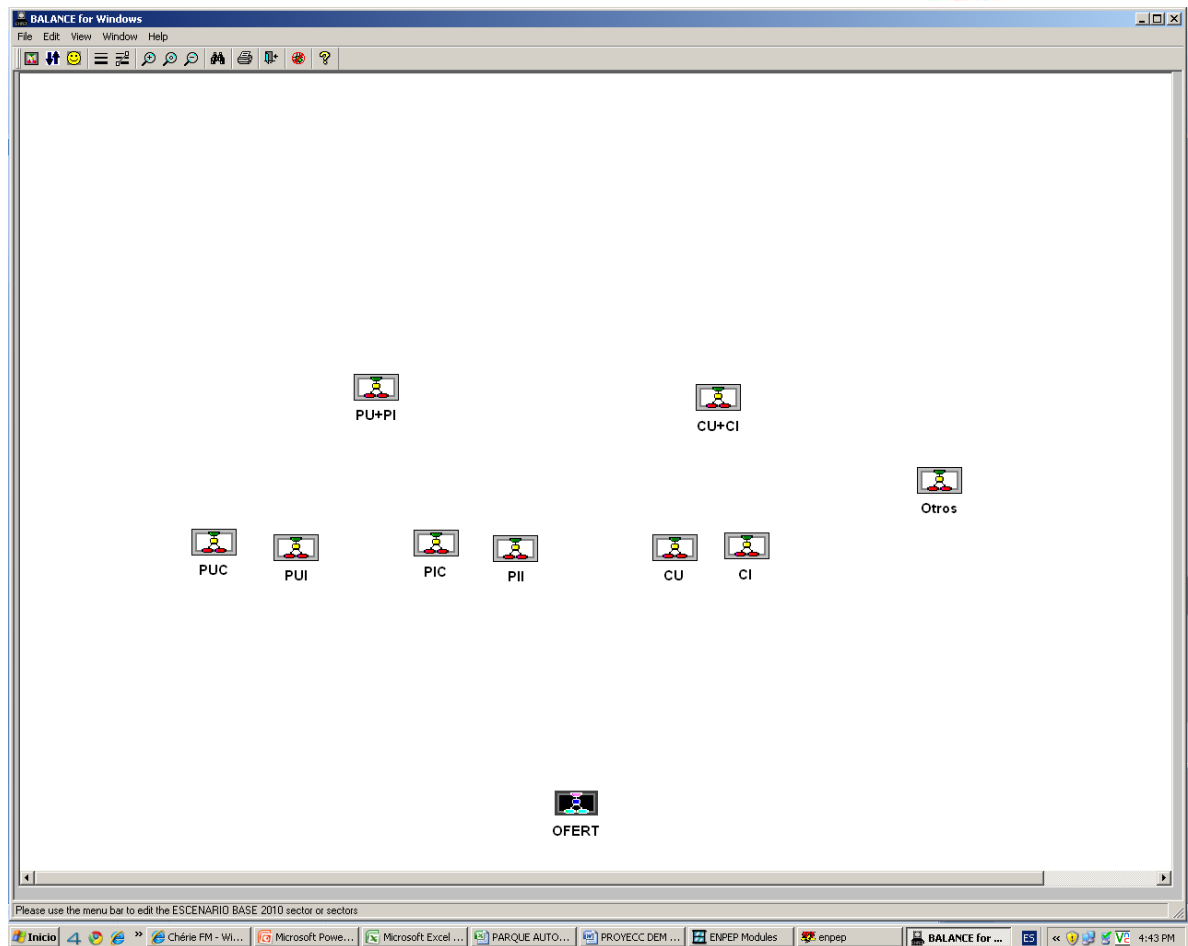 BALANCE for Windows
File Edit View Window Help
PU+PI
CU+CI
Otros
PUC
PUI
PIC
PII
CU
CI
OFERT
Please use the menu bar to edit the ESCENARIO BASE 2010 sector or sectors
Inicio » Chérie FM - Wi... Microsoft Powe... Microsoft Excel ... PARQUE AUTO... PROYECC DEM ... ENPEP Modules enpep BALANCE for ... ES « 4:43 PM